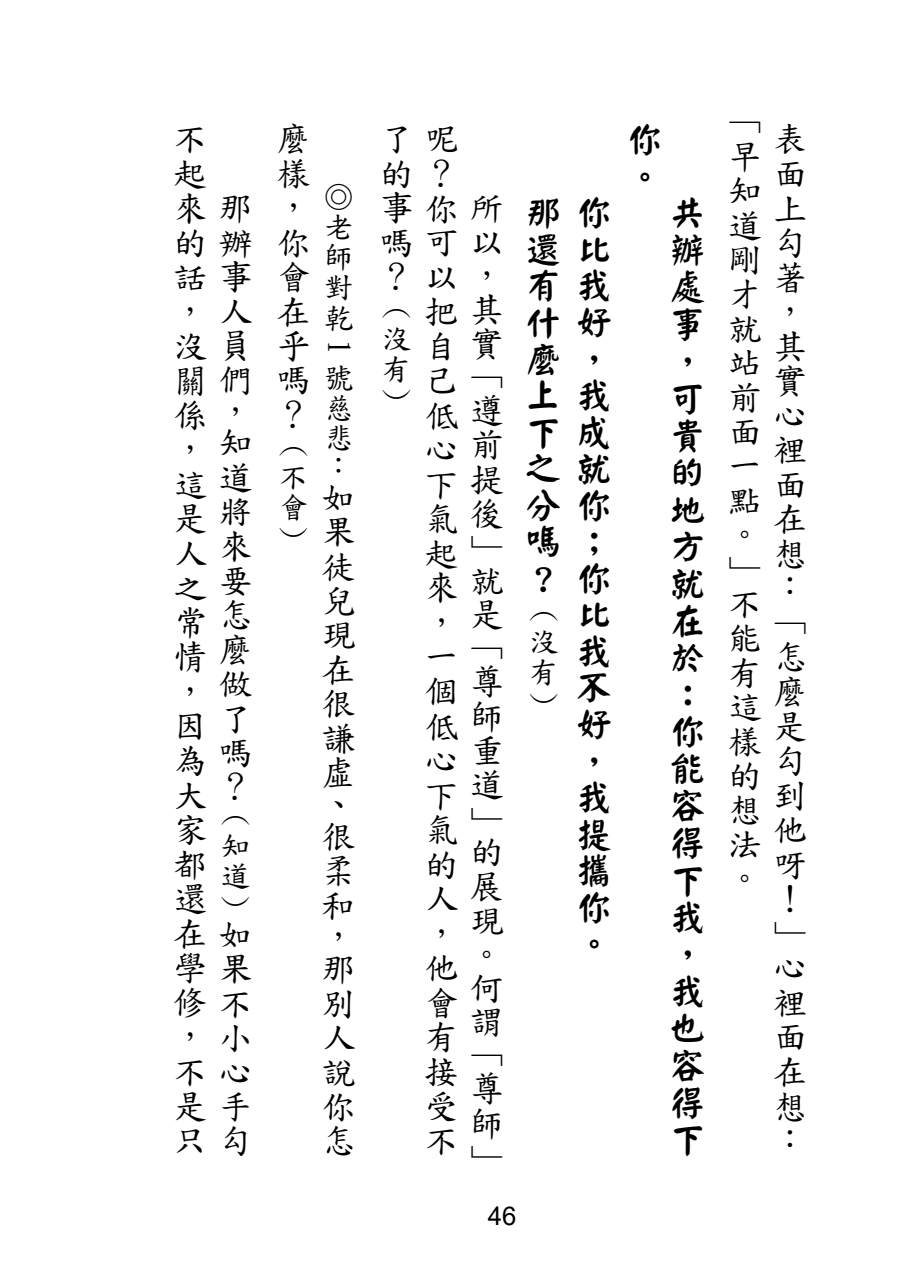 表面上勾著，其實心裡面在想：「怎麼是勾到他呀！」心裡面在想：
「早知道剛才就站前面一點。」不能有這樣的想法。
共辦處事，可貴的地方就在於：你能容得下我，我也容得下
你。
你比我好，我成就你；你比我不好，我提攜你。
那還有什麼上下之分嗎？（沒有）
所以，其實「遵前提後」就是「尊師重道」的展現。何謂「尊師」
呢？你可以把自己低心下氣起來，一個低心下氣的人，他會有接受不
了的事嗎？（沒有）
◎老師對乾一號慈悲：如果徒兒現在很謙虛、很柔和，那別人說你怎
麼樣，你會在乎嗎？（不會）
那辦事人員們，知道將來要怎麼做了嗎？（知道）如果不小心手勾
不起來的話，沒關係，這是人之常情，因為大家都還在學修，不是只
46